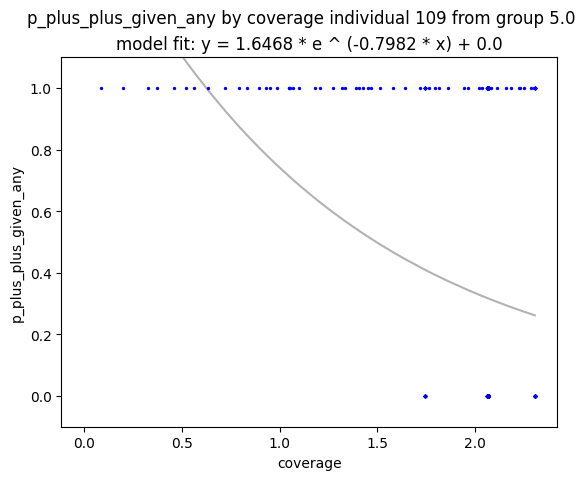 p_plus_plus_given_any by coverage individual 109 from group 5.0
model fit: y = 1.6468 * e ^ (-0.7982 * x) + 0.0
1.0
0.8
0.6
0.4
0.2
0.0
p_plus_plus_given_any
0.0 0.5 1.0 1.5 2.0
coverage